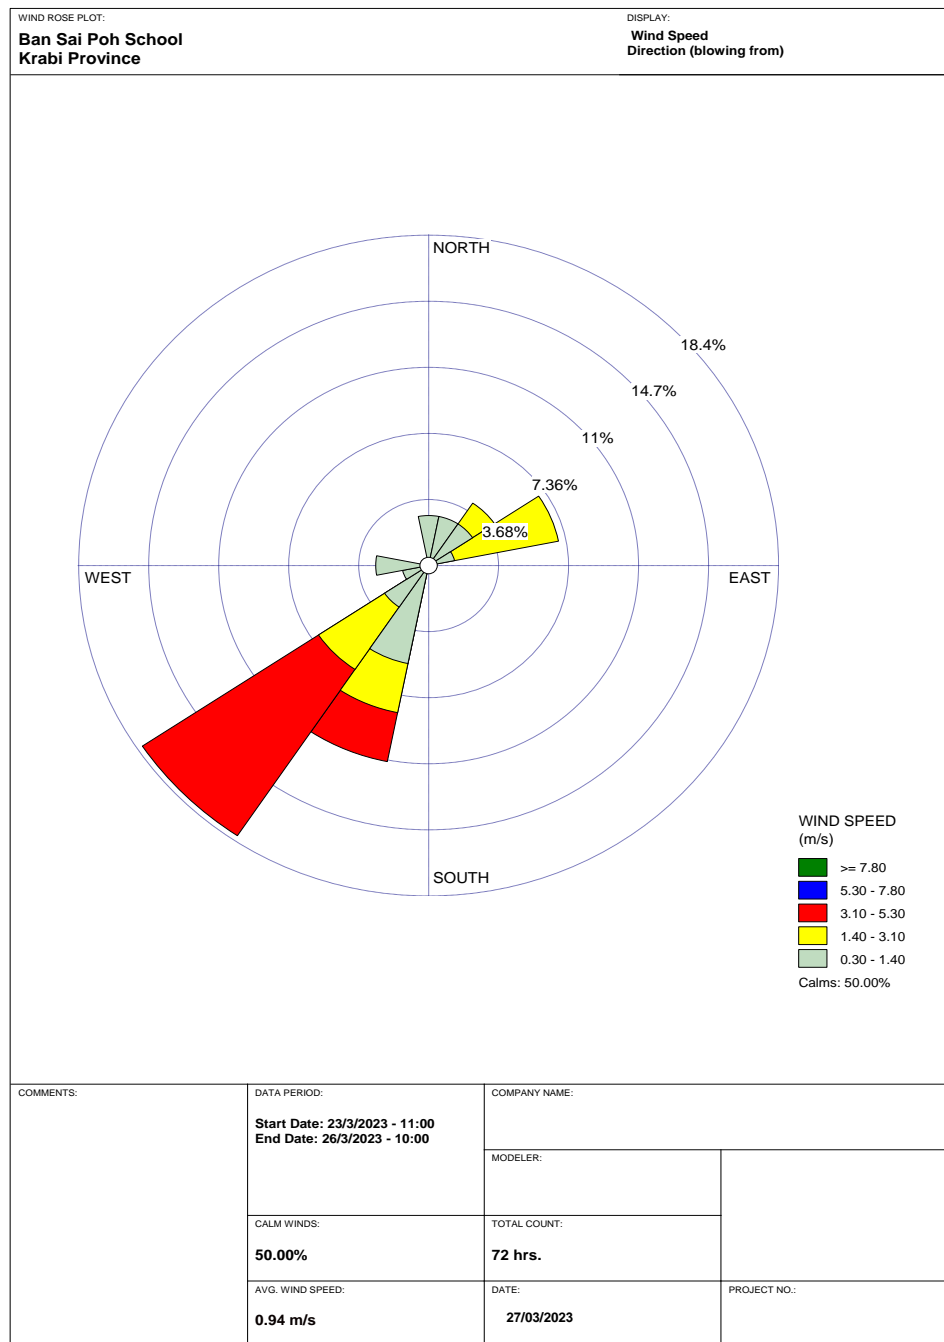 WIND ROSE PLOT:
Ban Sai Poh School
Krabi Province
DISPLAY:
Wind Speed
Direction (blowing from)
NORTH
18.4%
14.7%
11%
7.36%
3.68%
WEST
EAST
SOUTH
WIND SPEED
(m/s)
>= 7.80
5.30 - 7.80
3.10 - 5.30
1.40 - 3.10
0.30 - 1.40
Calms: 50.00%
COMMENTS:
DATA PERIOD:
Start Date: 23/3/2023 - 11:00
End Date: 26/3/2023 - 10:00
COMPANY NAME:
MODELER:
CALM WINDS:
50.00%
TOTAL COUNT:
72 hrs.
AVG. WIND SPEED:
0.94 m/s
DATE:
27/03/2023
PROJECT NO.: